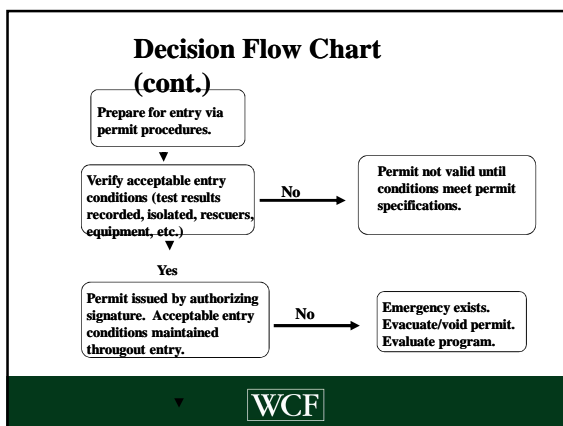 Decision Flow Chart
(cont.)
Prepare for entry via
permit procedures.
Verify acceptable entry
conditions (test results
recorded, isolated, rescuers,
equipment, etc.)
No
Permit not valid until
conditions meet permit
specifications.
Yes
Permit issued by authorizing
signature. Acceptable entry
conditions maintained
througout entry.
No
Emergency exists.
Evacuate/void permit.
Evaluate program.
WCF